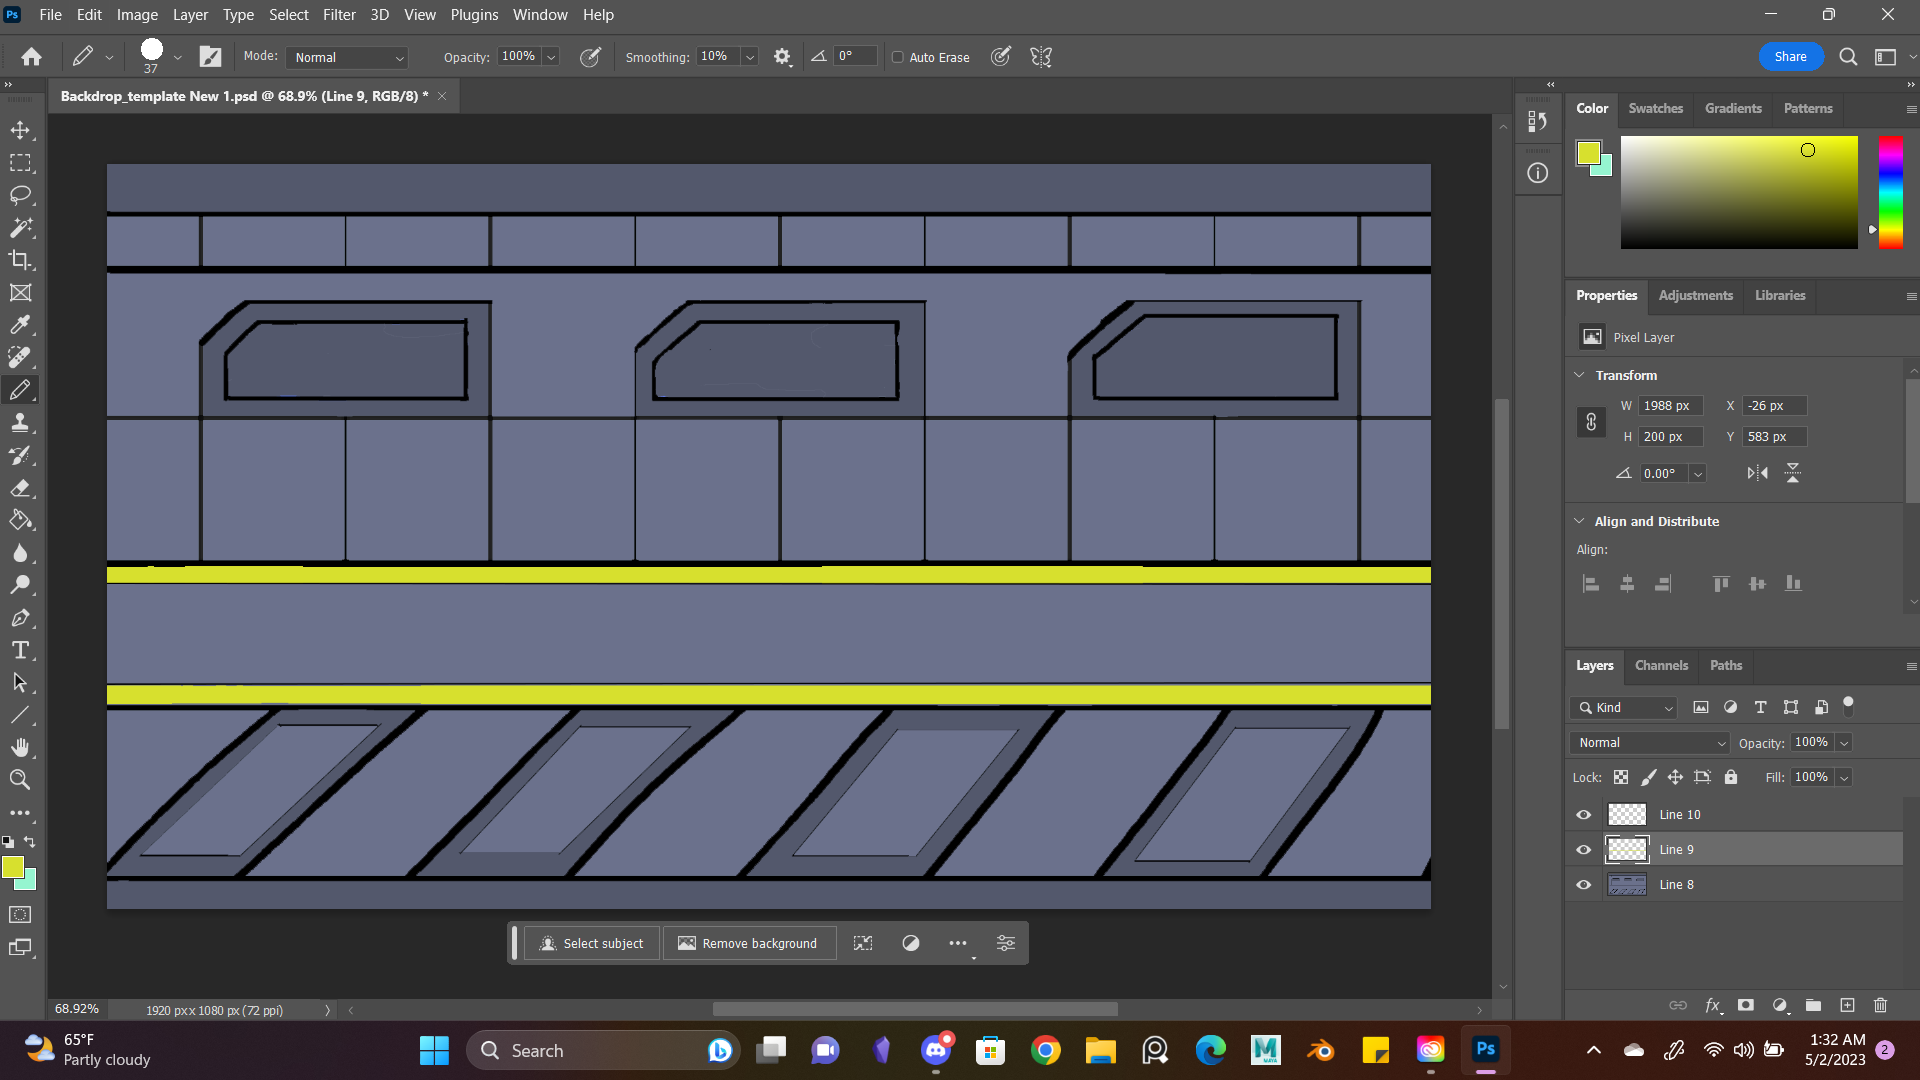 Ps File Edit Image Layer Type Select Filter 3D View Plugins Window Help
37 Mode: Normal Opacity: 100% Smoothing: 10% 0° Auto Erase Share
Backdrop_template New 1.psd @ 68.9% (Line 9, RGB/8) *
Color Swatches Gradients Patterns
Properties Adjustments Libraries
Pixel Layer
Transform
W 1988 px X -26 px
H 200 px Y 583 px
0.00°
Align and Distribute
Align:
Layers Channels Paths
Kind
Normal Opacity: 100%
Lock: Fill: 100%
Line 10
Line 9
Line 8
Select subject Remove background
68.92% 1920 px x 1080 px (72 ppi)
65°F
Partly cloudy
Search
MAYA
Ps
1:32 AM
5/2/2023
2